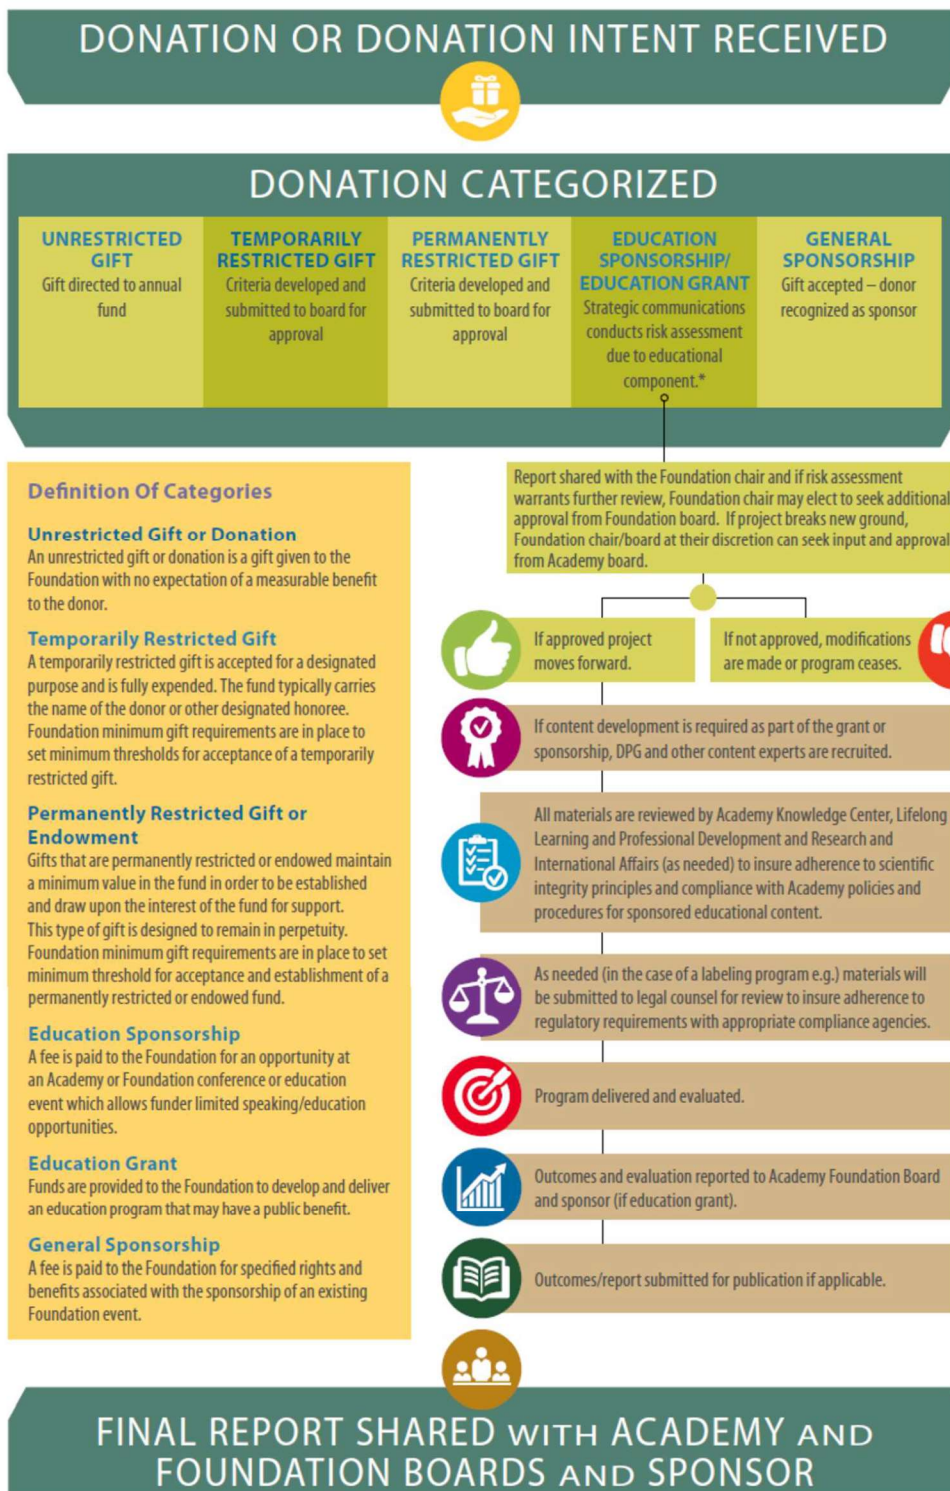 DONATION OR DONATION INTENT RECEIVED
DONATION CATEGORIZED
UNRESTRICTED
GIFT
Gift directed to annual
fund
TEMPORARILY
RESTRICTED GIFT
Criteria developed and
submitted to board for
approval
PERMANENTLY
RESTRICTED GIFT
Criteria developed and
submitted to board for
approval
EDUCATION
SPONSORSHIP/
EDUCATION GRANT
Strategic communications
conducts risk assessment
due to educational
component.*
GENERAL
SPONSORSHIP
Gift accepted – donor
recognized as sponsor
Definition Of Categories
Unrestricted Gift or Donation
An unrestricted gift or donation is a gift given to the
Foundation with no expectation of a measurable benefit
to the donor.
Temporarily Restricted Gift
A temporarily restricted gift is accepted for a designated
purpose and is fully expended. The fund typically carries
the name of the donor or other designated honoree.
Foundation minimum gift requirements are in place to
set minimum thresholds for acceptance of a temporarily
restricted gift.
Permanently Restricted Gift or
Endowment
Gifts that are permanently restricted or endowed maintain
a minimum value in the fund in order to be established
and draw upon the interest of the fund for support.
This type of gift is designed to remain in perpetuity.
Foundation minimum gift requirements are in place to set
minimum threshold for acceptance and establishment of a
permanently restricted or endowed fund.
Education Sponsorship
A fee is paid to the Foundation for an opportunity at
an Academy or Foundation conference or education
event which allows funder limited speaking/education
opportunities.
Education Grant
Funds are provided to the Foundation to develop and deliver
an education program that may have a public benefit.
General Sponsorship
A fee is paid to the Foundation for specified rights and
benefits associated with the sponsorship of an existing
Foundation event.
Report shared with the Foundation chair and if risk assessment
warrants further review, Foundation chair may elect to seek additional
approval from Foundation board. If project breaks new ground,
Foundation chair/board at their discretion can seek input and approval
from Academy board.
If approved project
moves forward.
If not approved, modifications
are made or program ceases.
If content development is required as part of the grant or
sponsorship, DPG and other content experts are recruited.
All materials are reviewed by Academy Knowledge Center, Lifelong
Learning and Professional Development and Research and
International Affairs (as needed) to insure adherence to scientific
integrity principles and compliance with Academy policies and
procedures for sponsored educational content.
As needed (in the case of a labeling program e.g.) materials will
be submitted to legal counsel for review to insure adherence to
regulatory requirements with appropriate compliance agencies.
Program delivered and evaluated.
Outcomes and evaluation reported to Academy Foundation Board
and sponsor (if education grant).
Outcomes/report submitted for publication if applicable.
FINAL REPORT SHARED WITH ACADEMY AND
FOUNDATION BOARDS AND SPONSOR